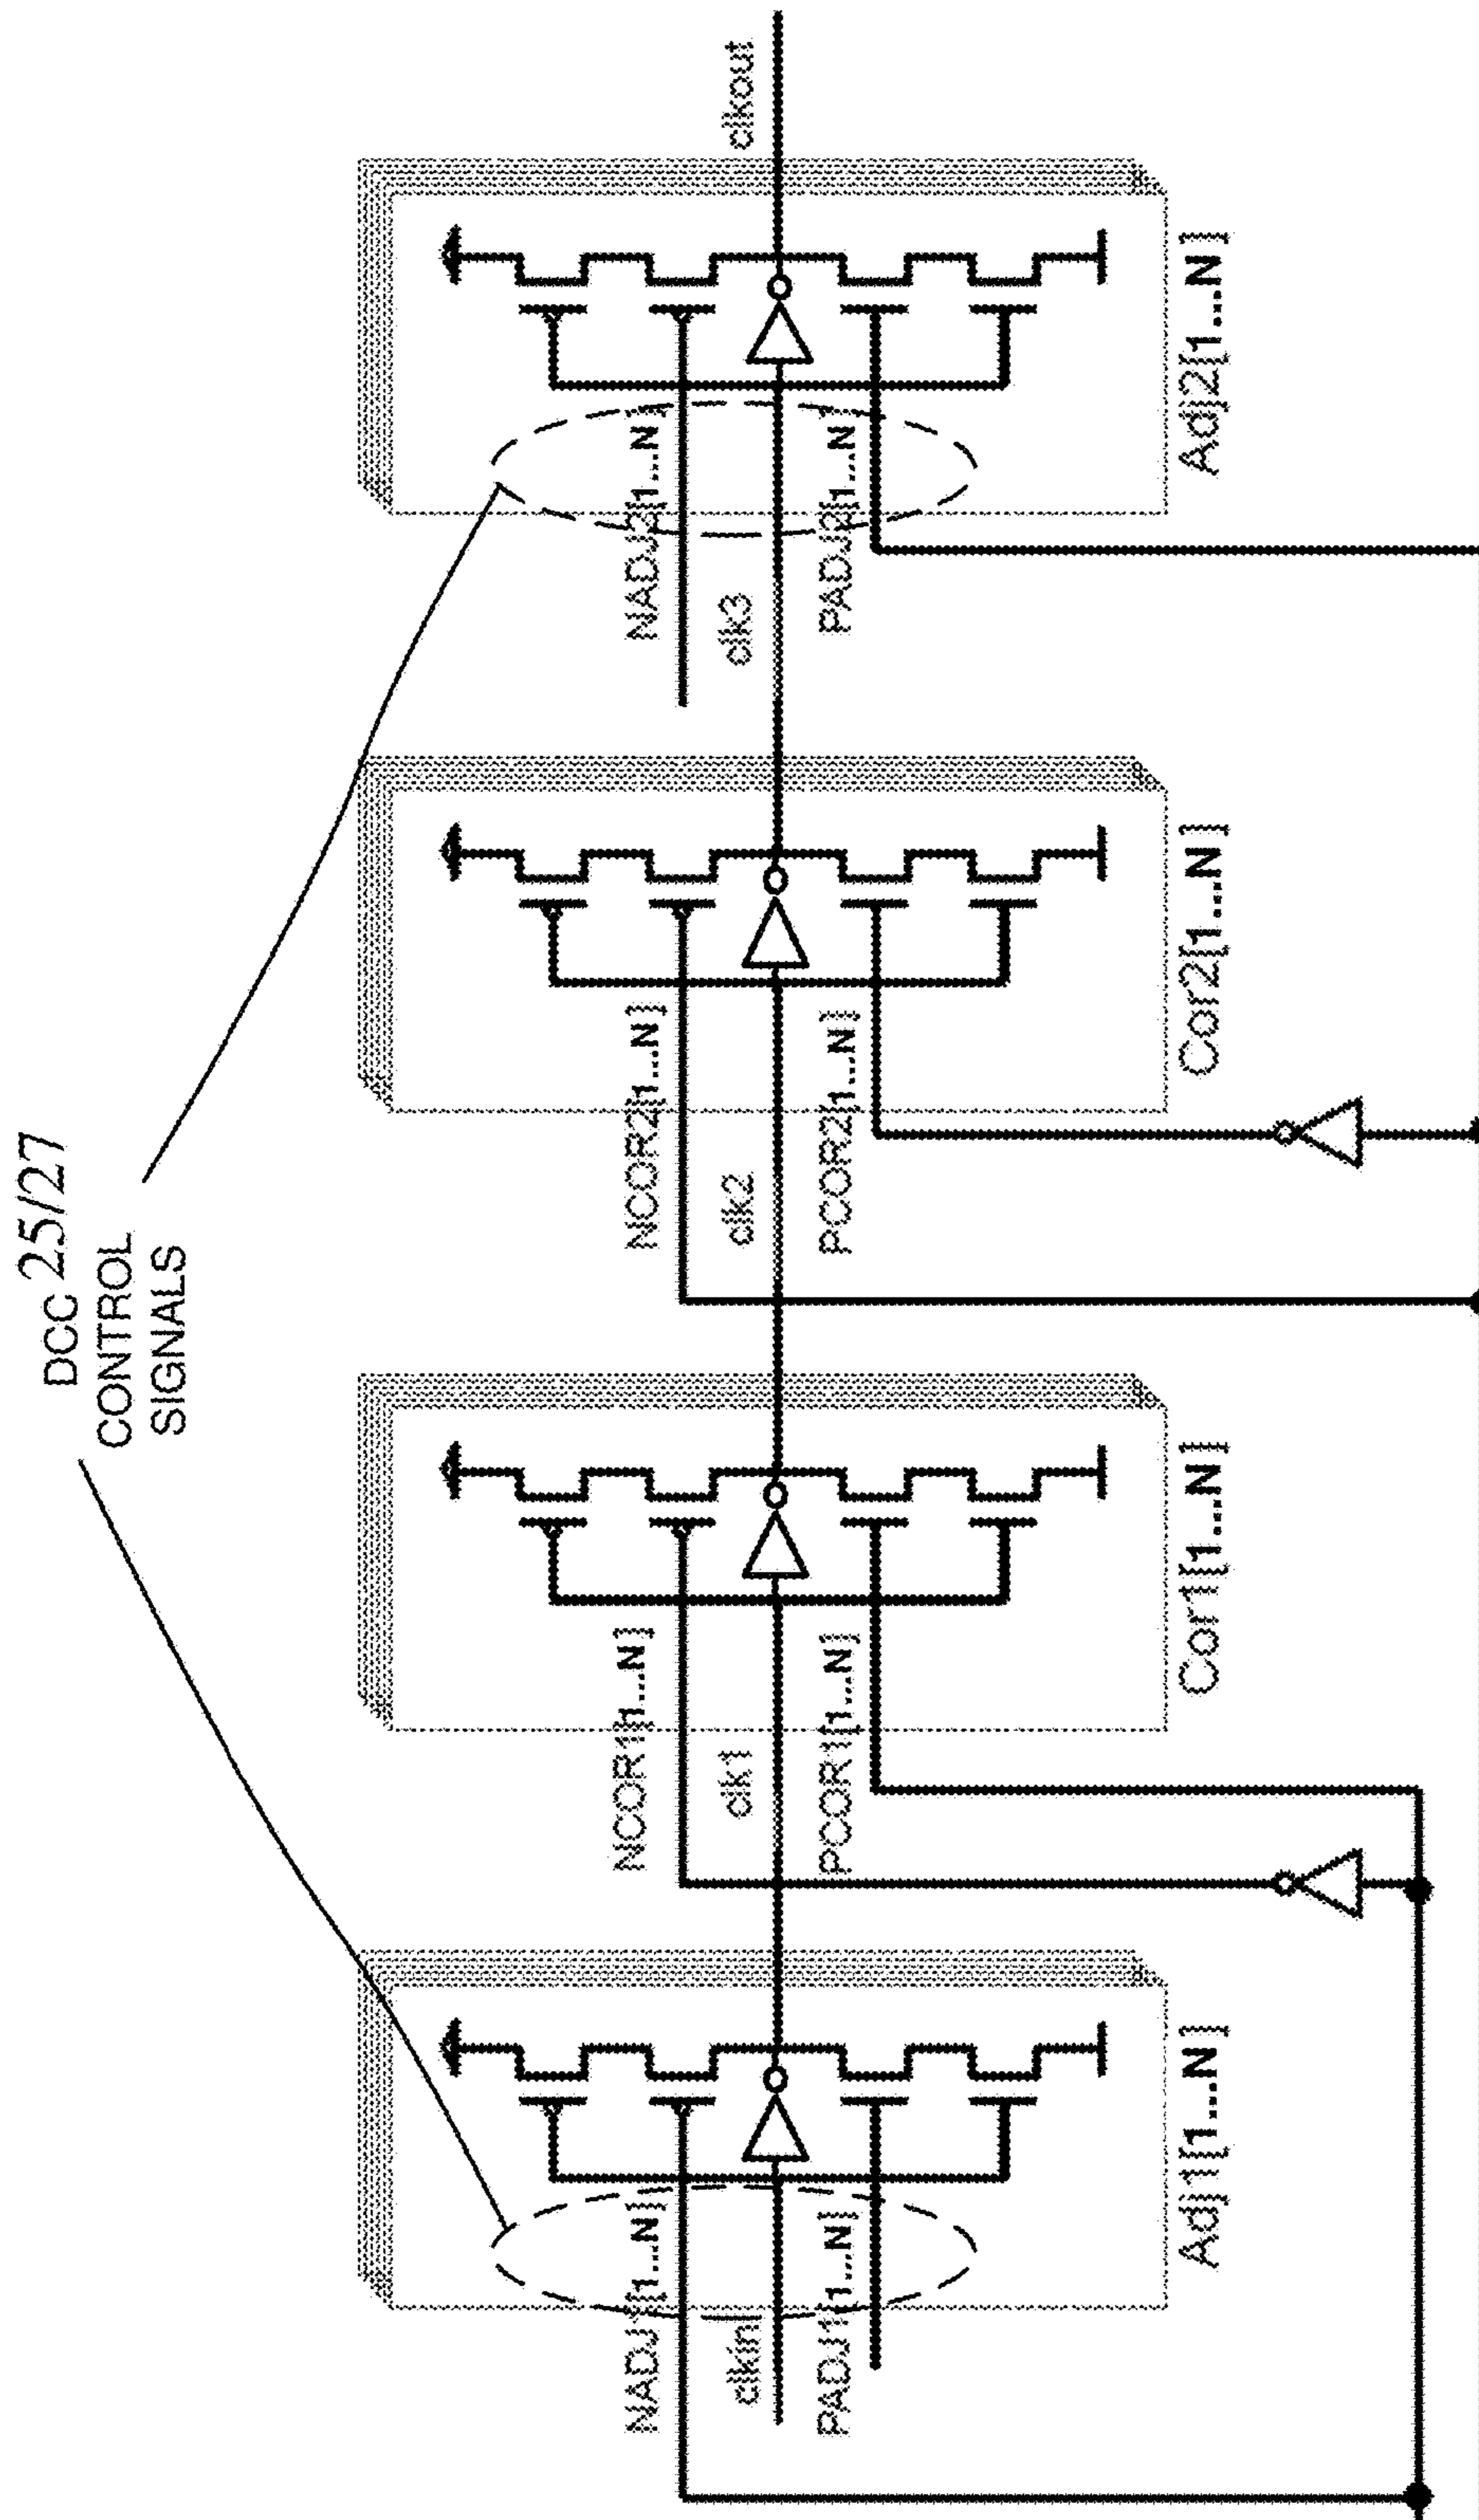 DCC 25/27
CONTROL
SIGNALS
NADJ1[1...N]
clkin
PADJ1[1...N]
Adj1[1...N]
NCOR1[1...N]
clk1
PCOR1[1...N]
Cor1[1...N]
NCOR2[1...N]
clk2
PCOR2[1...N]
Cor2[1...N]
NADJ2[1...N]
clk3
PADJ2[1...N]
Adj2[1...N]
clkout